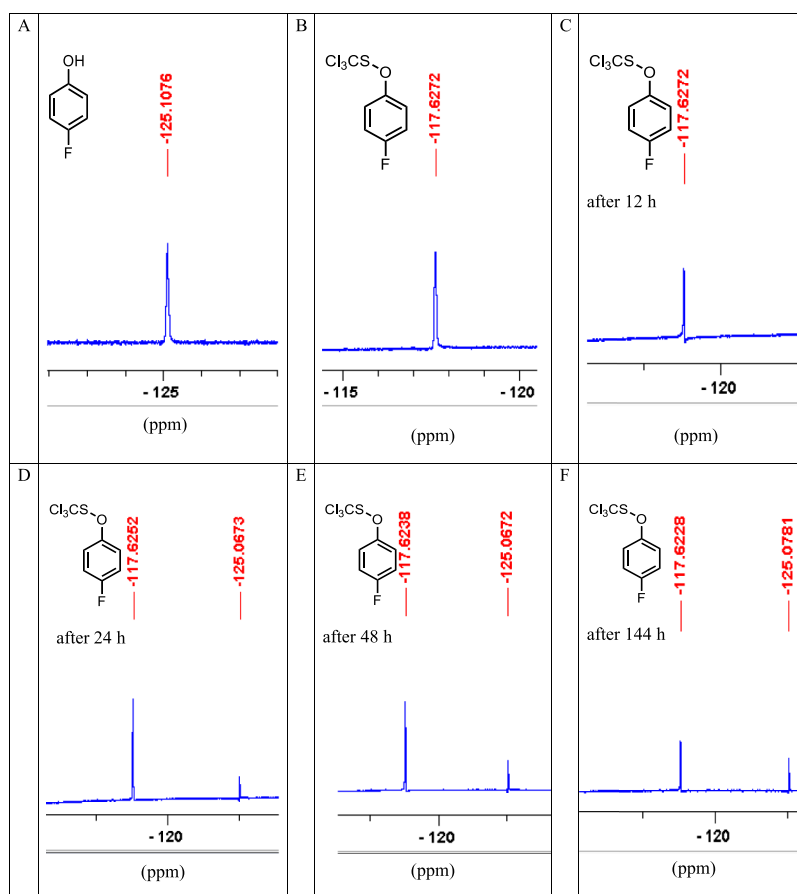 A
OH
F
-125.1076
- 125
(ppm)
B
Cl3CS
O
F
-117.6272
- 115
- 120
(ppm)
C
Cl3CS
O
F
-117.6272
after 12 h
- 120
(ppm)
D
Cl3CS
O
F
-117.6252
-125.0673
after 24 h
- 120
(ppm)
E
Cl3CS
O
F
-117.6238
-125.0672
after 48 h
- 120
(ppm)
F
Cl3CS
O
F
-117.6228
-125.0781
after 144 h
- 120
(ppm)